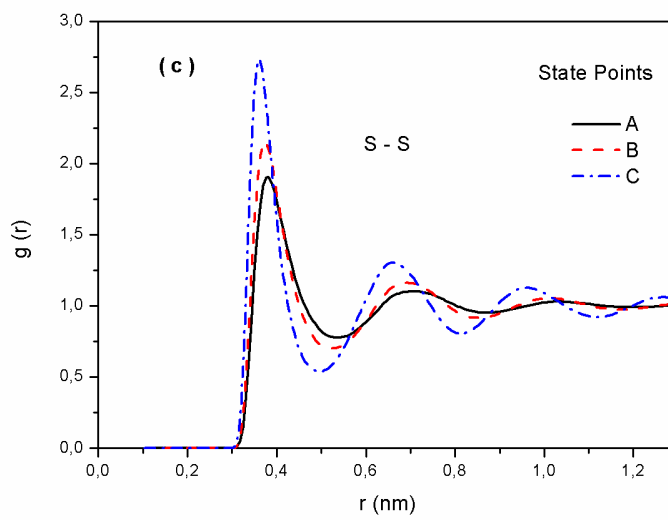 3,0
( c )
State Points
2,5
A
S - S
B
2,0
C
g (r)
1,5
1,0
0,5
0,0
0,0 0,2 0,4 0,6 0,8 1,0 1,2
r (nm)